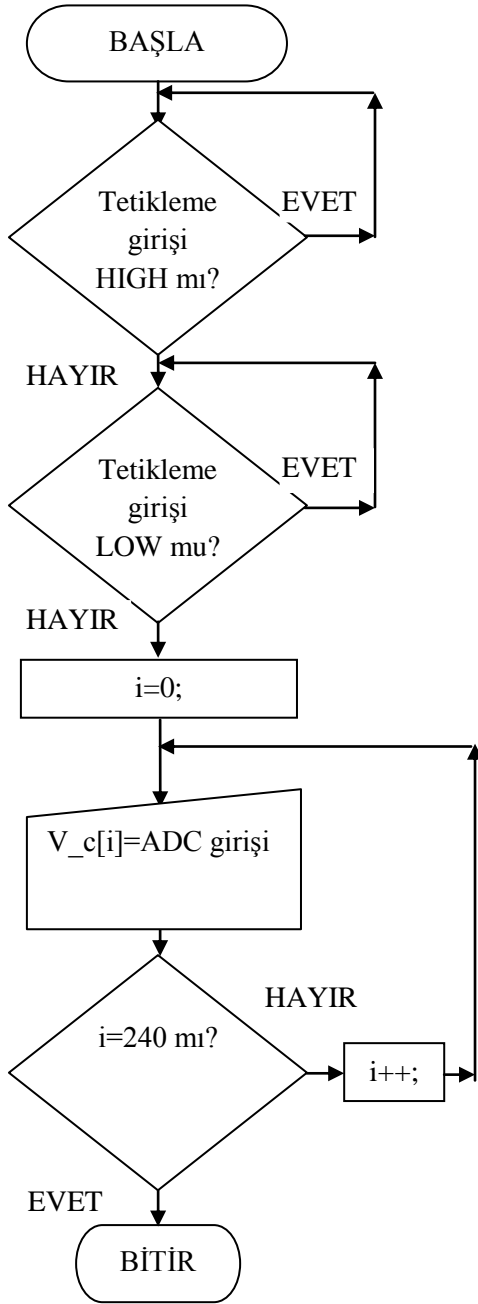 BAŞLA
Tetikleme
girişi
HIGH mı?
EVET
HAYIR
Tetikleme
girişi
LOW mu?
EVET
HAYIR
i=0;
V_c[i]=ADC girişi
i=240 mı?
HAYIR
i++;
EVET
BİTİR